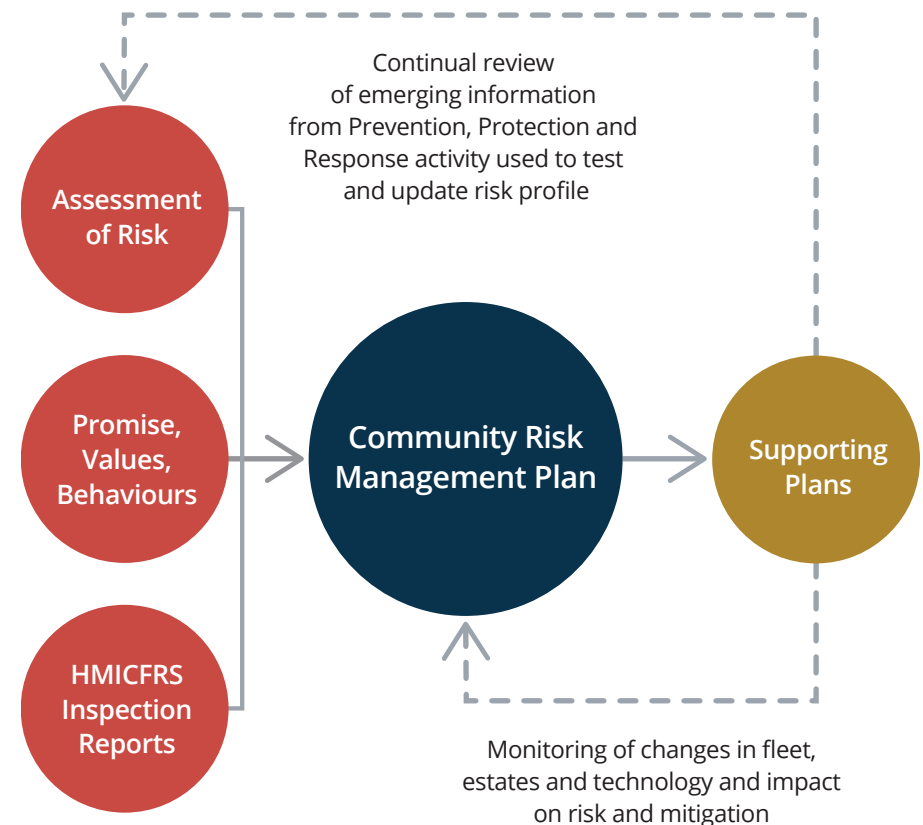 Continual review
of emerging information
from Prevention, Protection and
Response activity used to test
and update risk profile
Assessment
of Risk
Promise,
Values,
Behaviours
HMICFRS
Inspection
Reports
Community Risk
Management Plan
Supporting
Plans
Monitoring of changes in fleet,
estates and technology and impact
on risk and mitigation